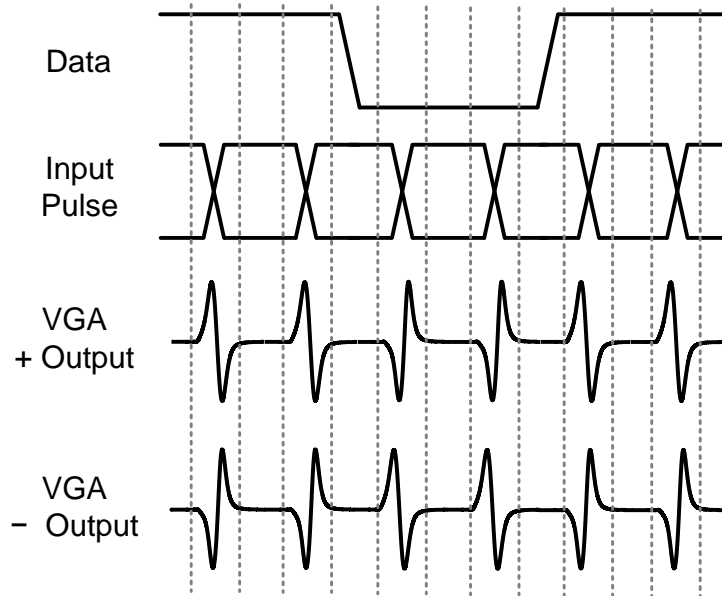 Data
Input
Pulse
VGA
+ Output
VGA
− Output